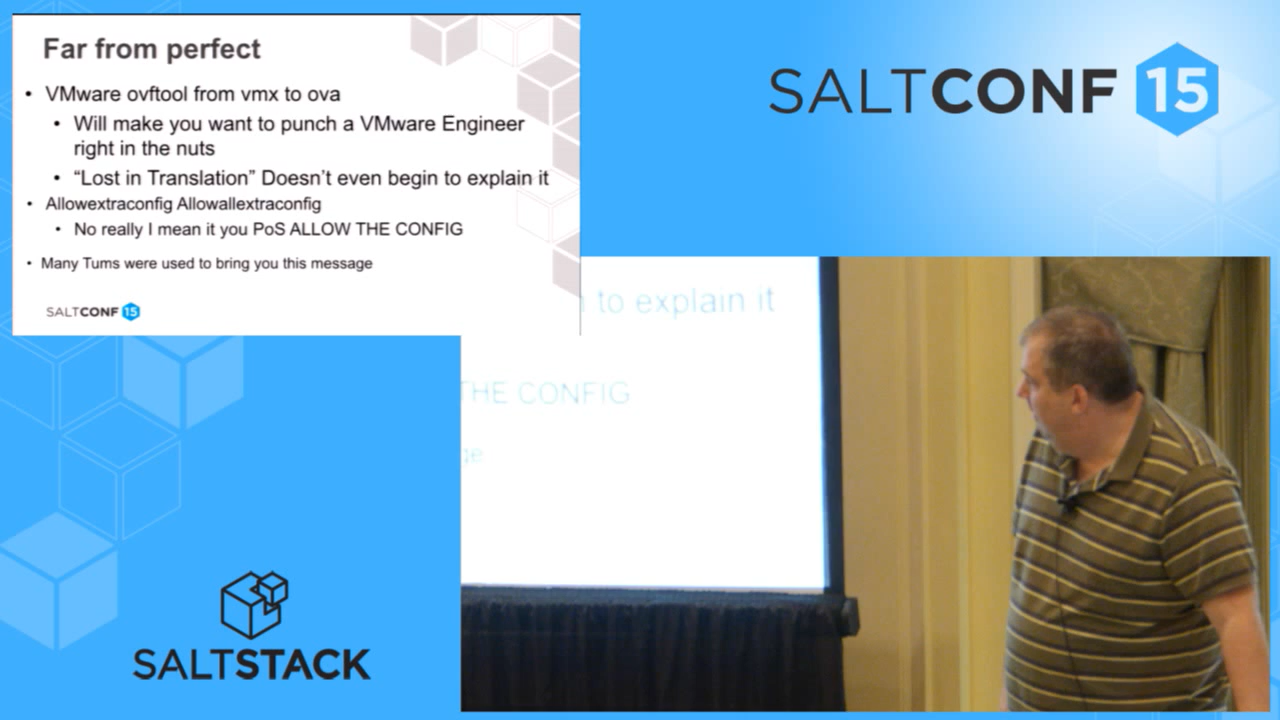 Far from perfect
• VMware ovftool from vmx to ova
• Will make you want to punch a VMware Engineer
right in the nuts
• “Lost in Translation” Doesn’t even begin to explain it
• Allowextraconfig Allowallextraconfig
• No really I mean it you PoS ALLOW THE CONFIG
• Many Tums were used to bring you this message
SALTCONF 15
SALTCONF 15
to explain it
THE CONFIG
ge
SALTSTACK